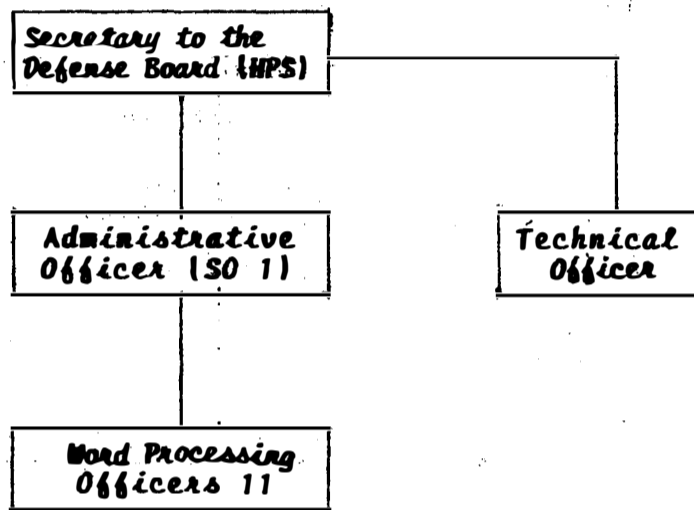 Secretary to the
Defense Board (HPS)
Administrative
Officer (SO 1)
Technical
Officer
Word Processing
Officers 11